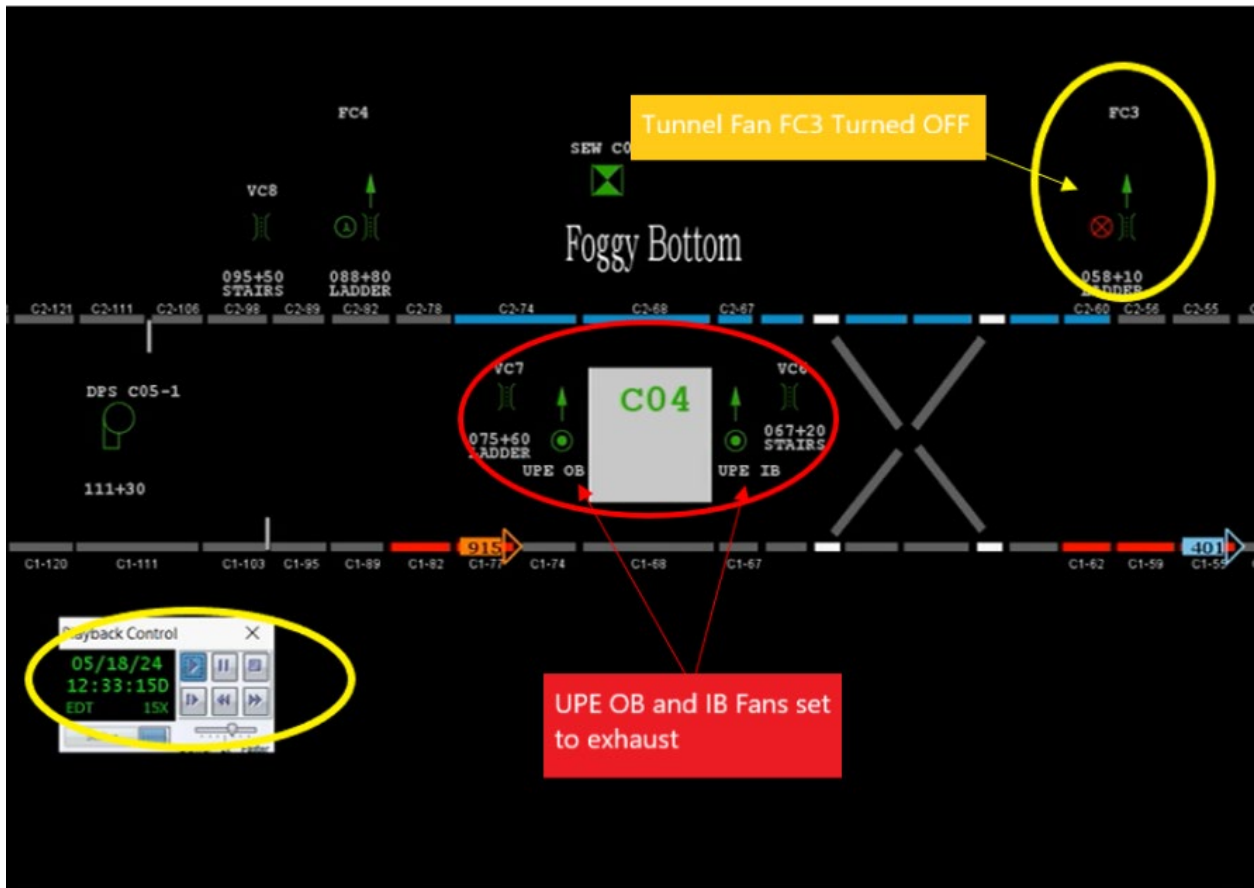 FC4
FC3
Tunnel Fan FC3 Turned OFF
SEW C0
VC8
Foggy Bottom
095+50
STAIRS
088+80
LADDER
058+10
LADDER
C2-121 C2-111 C2-106 C2-98 C2-89 C2-82 C2-78 C2-74 C2-68 C2-67 C2-60 C2-56 C2-55
VC7
VC6
C04
DPS C05-1
075+60
LADDER
067+20
STAIRS
UPE OB
UPE IB
111+30
915
401
C1-120 C1-111 C1-103 C1-95 C1-89 C1-82 C1-77 C1-74 C1-68 C1-67 C1-62 C1-59 C1-55
Playback Control
05/18/24
12:33:15D
EDT 15X
UPE OB and IB Fans set
to exhaust